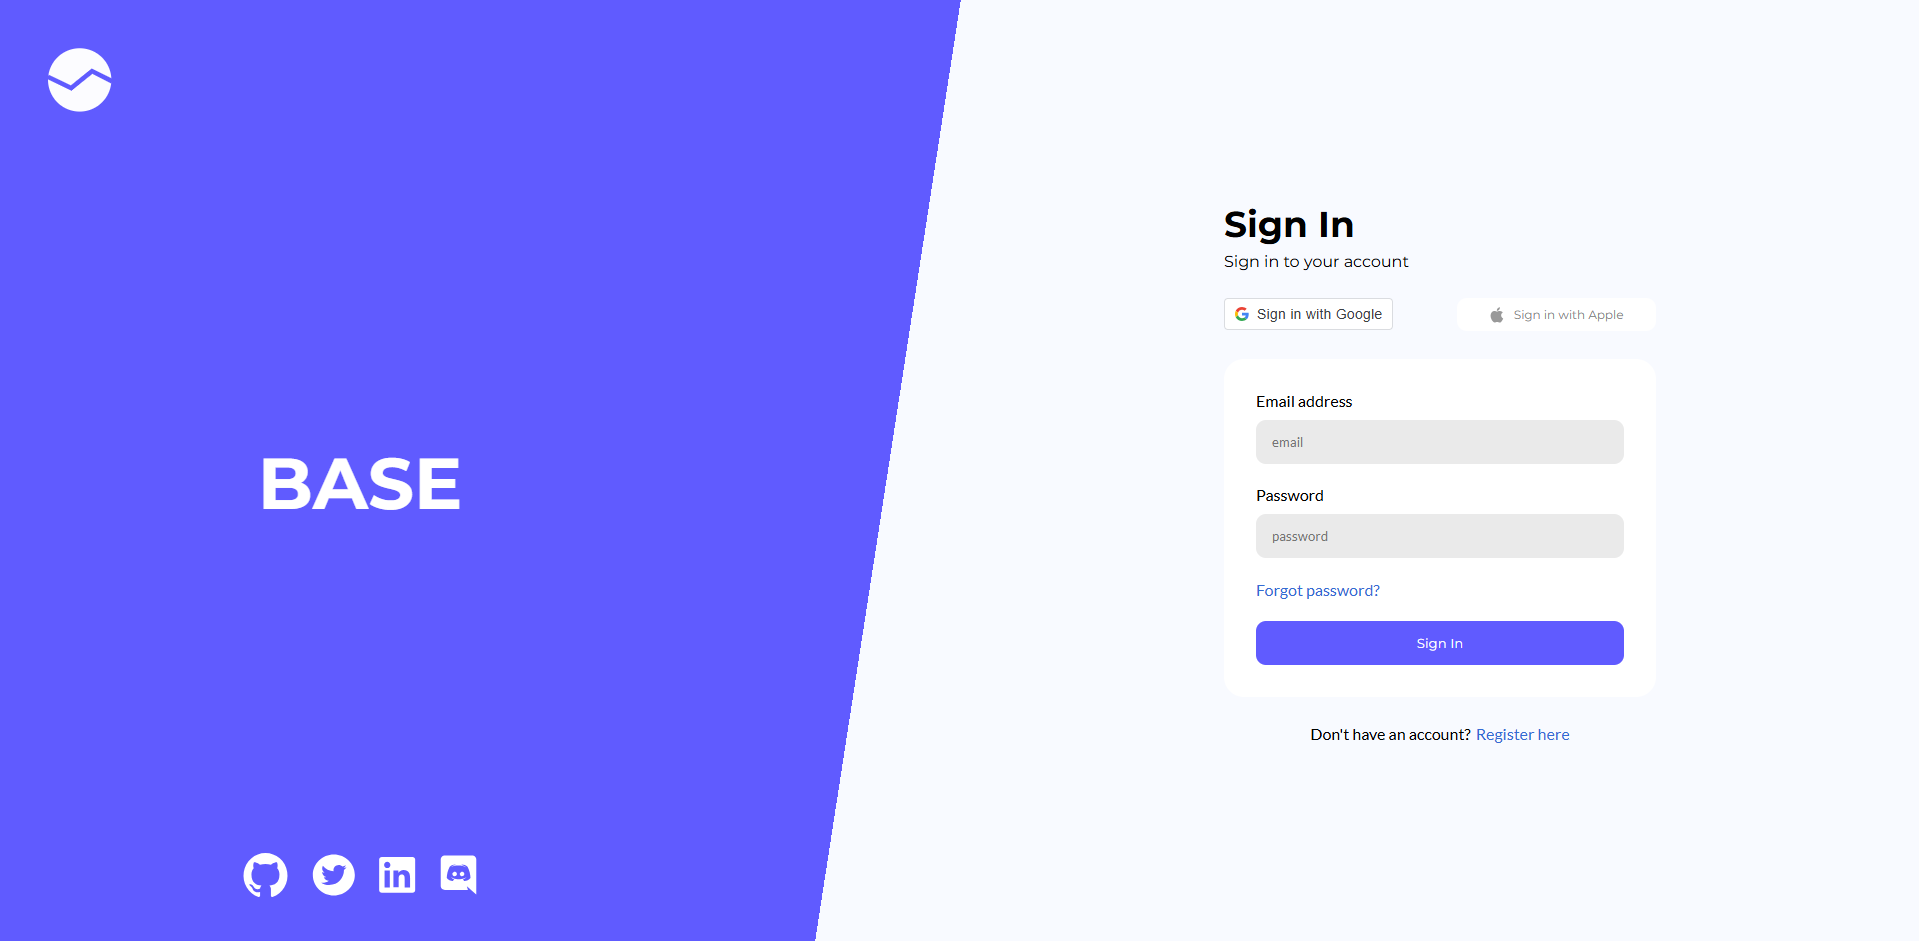 BASE
Sign In
Sign in to your account
Sign in with Google
Sign in with Apple
Email address
email
Password
password
Forgot password?
Sign In
Don't have an account? Register here